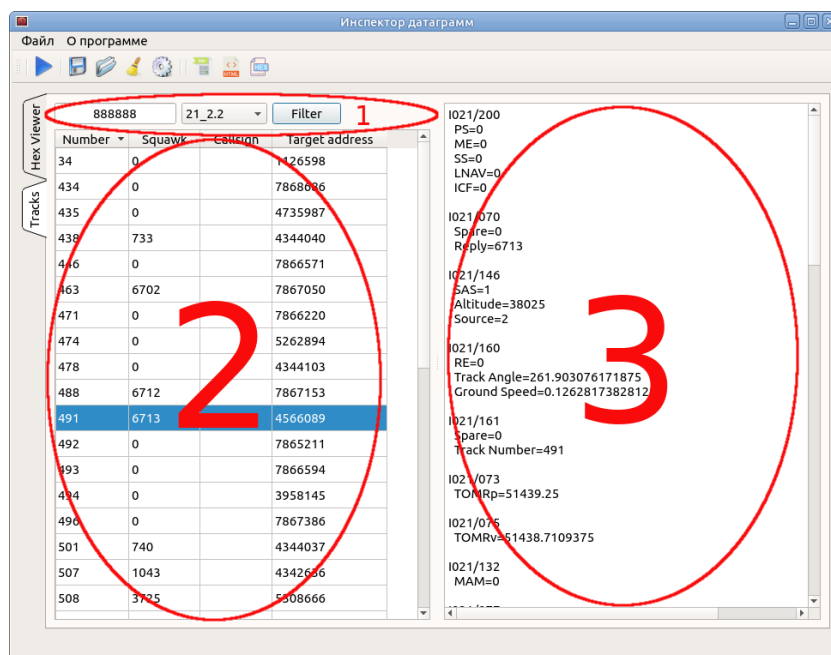 Инспектор датаграмм
Файл О программе
HTML
HEX
Hex Viewer
Tracks
888888 21_2.2 Filter 1
Number Squawk Callsign Target address
34 0 1126598
434 0 7868686
435 0 4735987
438 733 4344040
446 0 7866571
463 6702 7867050
471 0 7866220
474 0 5262894
478 0 4344103
488 6712 7867153
491 6713 4566089
492 0 7865211
493 0 7866594
494 0 3958145
496 0 7867386
501 740 4344037
507 1043 4342636
508 3725 5308666
2
I021/200
PS=0
ME=0
SS=0
LNAV=0
ICF=0
I021/070
Spare=0
Reply=6713
I021/146
SAS=1
Altitude=38025
Source=2
I021/160
RE=0
Track Angle=261.903076171875
Ground Speed=0.1262817382812
I021/161
Spare=0
Track Number=491
I021/073
TOMRp=51439.25
I021/075
TOMRv=51438.7109375
I021/132
MAM=0
3